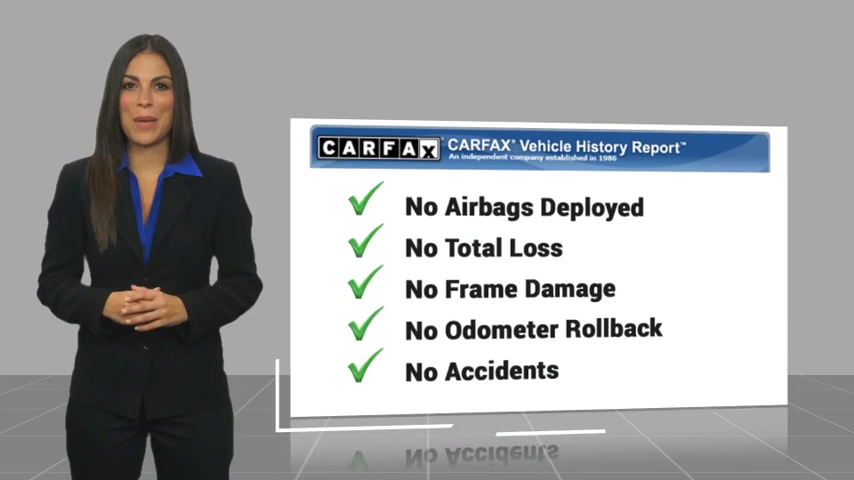 CARFAX CARFAX® Vehicle History Report™
An independent company established in 1986
No Airbags Deployed
No Total Loss
No Frame Damage
No Odometer Rollback
No Accidents
No Accidents